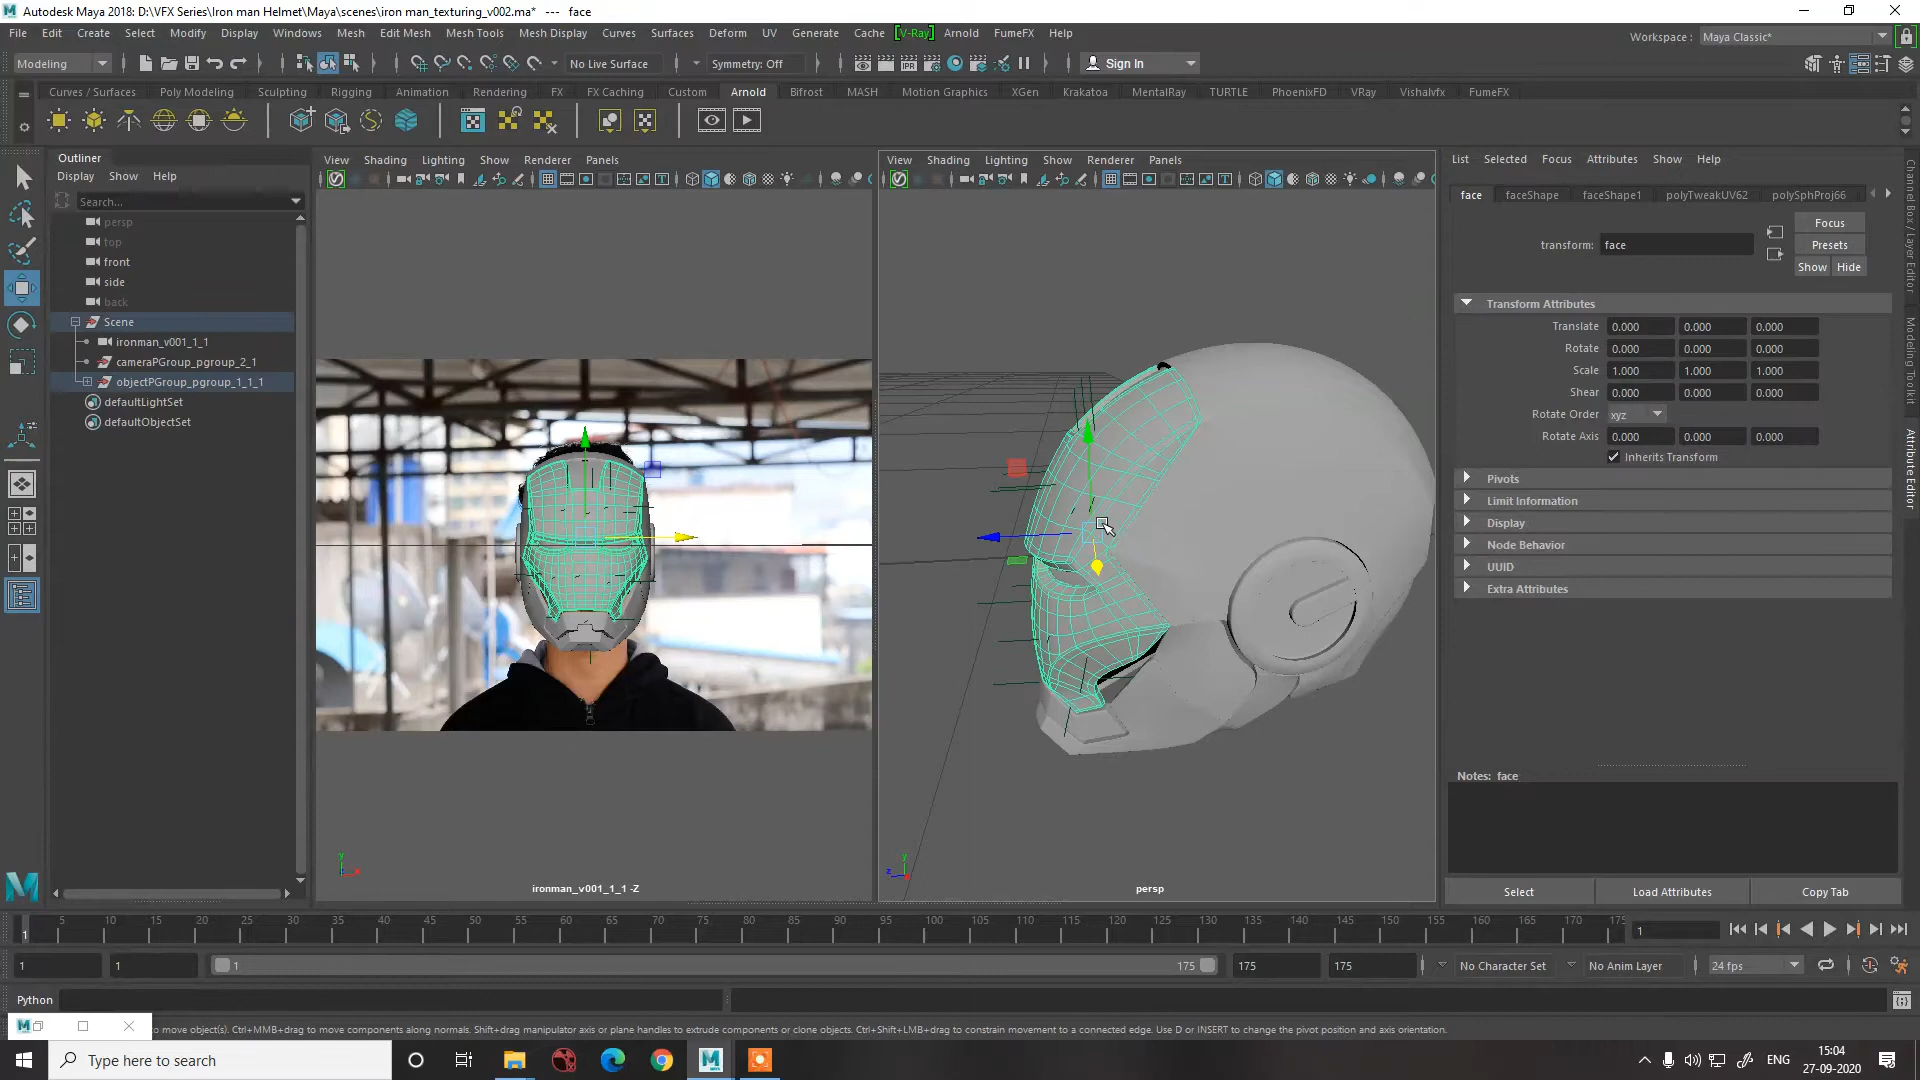 Autodesk Maya 2018: D:\VFX Series\Iron man Helmet\Maya\scenes\iron man_texturing_v002.ma* --- face
File Edit Create Select Modify Display Windows Mesh Edit Mesh Mesh Tools Mesh Display Curves Surfaces Deform UV Generate Cache [V-Ray] Arnold FumeFX Help
Workspace : Maya Classic*
Modeling No Live Surface Symmetry: Off Sign In
Curves / Surfaces Poly Modeling Sculpting Rigging Animation Rendering FX FX Caching Custom Arnold Bifrost MASH Motion Graphics XGen Krakatoa MentalRay TURTLE PhoenixFD VRay Vishalvfx FumeFX
Outliner
Display Show Help
Search...
persp
top
front
side
back
Scene
ironman_v001_1_1
cameraPGroup_pgroup_2_1
objectPGroup_pgroup_1_1_1
defaultLightSet
defaultObjectSet
View Shading Lighting Show Renderer Panels
ironman_v001_1_1 -Z
View Shading Lighting Show Renderer Panels
persp
List Selected Focus Attributes Show Help
face faceShape faceShape1 polyTweakUV62 polySphProj66
transform: face
Focus
Presets
Show Hide
Transform Attributes
Translate 0.000 0.000 0.000
Rotate 0.000 0.000 0.000
Scale 1.000 1.000 1.000
Shear 0.000 0.000 0.000
Rotate Order xyz
Rotate Axis 0.000 0.000 0.000
Inherits Transform
Pivots
Limit Information
Display
Node Behavior
UUID
Extra Attributes
Notes: face
Select Load Attributes Copy Tab
Channel Box / Layer Editor
Modeling Toolkit
Attribute Editor
5 10 15 20 25 30 35 40 45 50 55 60 65 70 75 80 85 90 95 100 105 110 115 120 125 130 135 140 145 150 155 160 165 170 175
1 1
1 1 1 175 175 175 No Character Set No Anim Layer 24 fps
Python
to move object(s). Ctrl+MMB+drag to move components along normals. Shift+drag manipulator axis or plane handles to extrude components or clone objects. Ctrl+Shift+LMB+drag to constrain movement to a connected edge. Use D or INSERT to change the pivot position and axis orientation.
Type here to search
ENG
15:04
27-09-2020